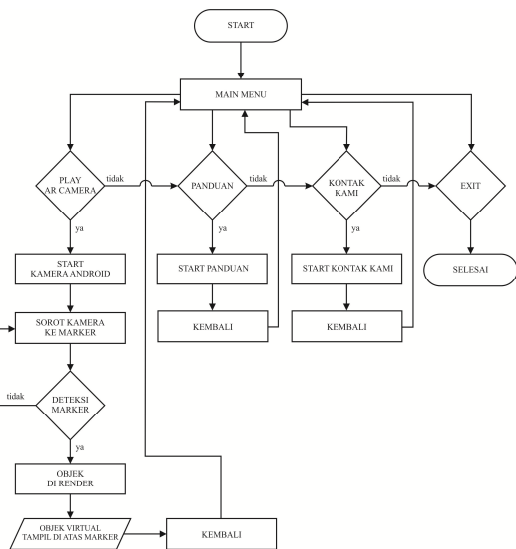 START
MAIN MENU
PLAY
AR CAMERA
tidak
PANDUAN
tidak
KONTAK
KAMI
tidak
EXIT
ya
ya
ya
START
KAMERA ANDROID
START PANDUAN
START KONTAK KAMI
SELESAI
SOROT KAMERA
KE MARKER
KEMBALI
KEMBALI
tidak
DETEKSI
MARKER
ya
OBJEK
DI RENDER
OBJEK VIRTUAL
TAMPIL DI ATAS MARKER
KEMBALI